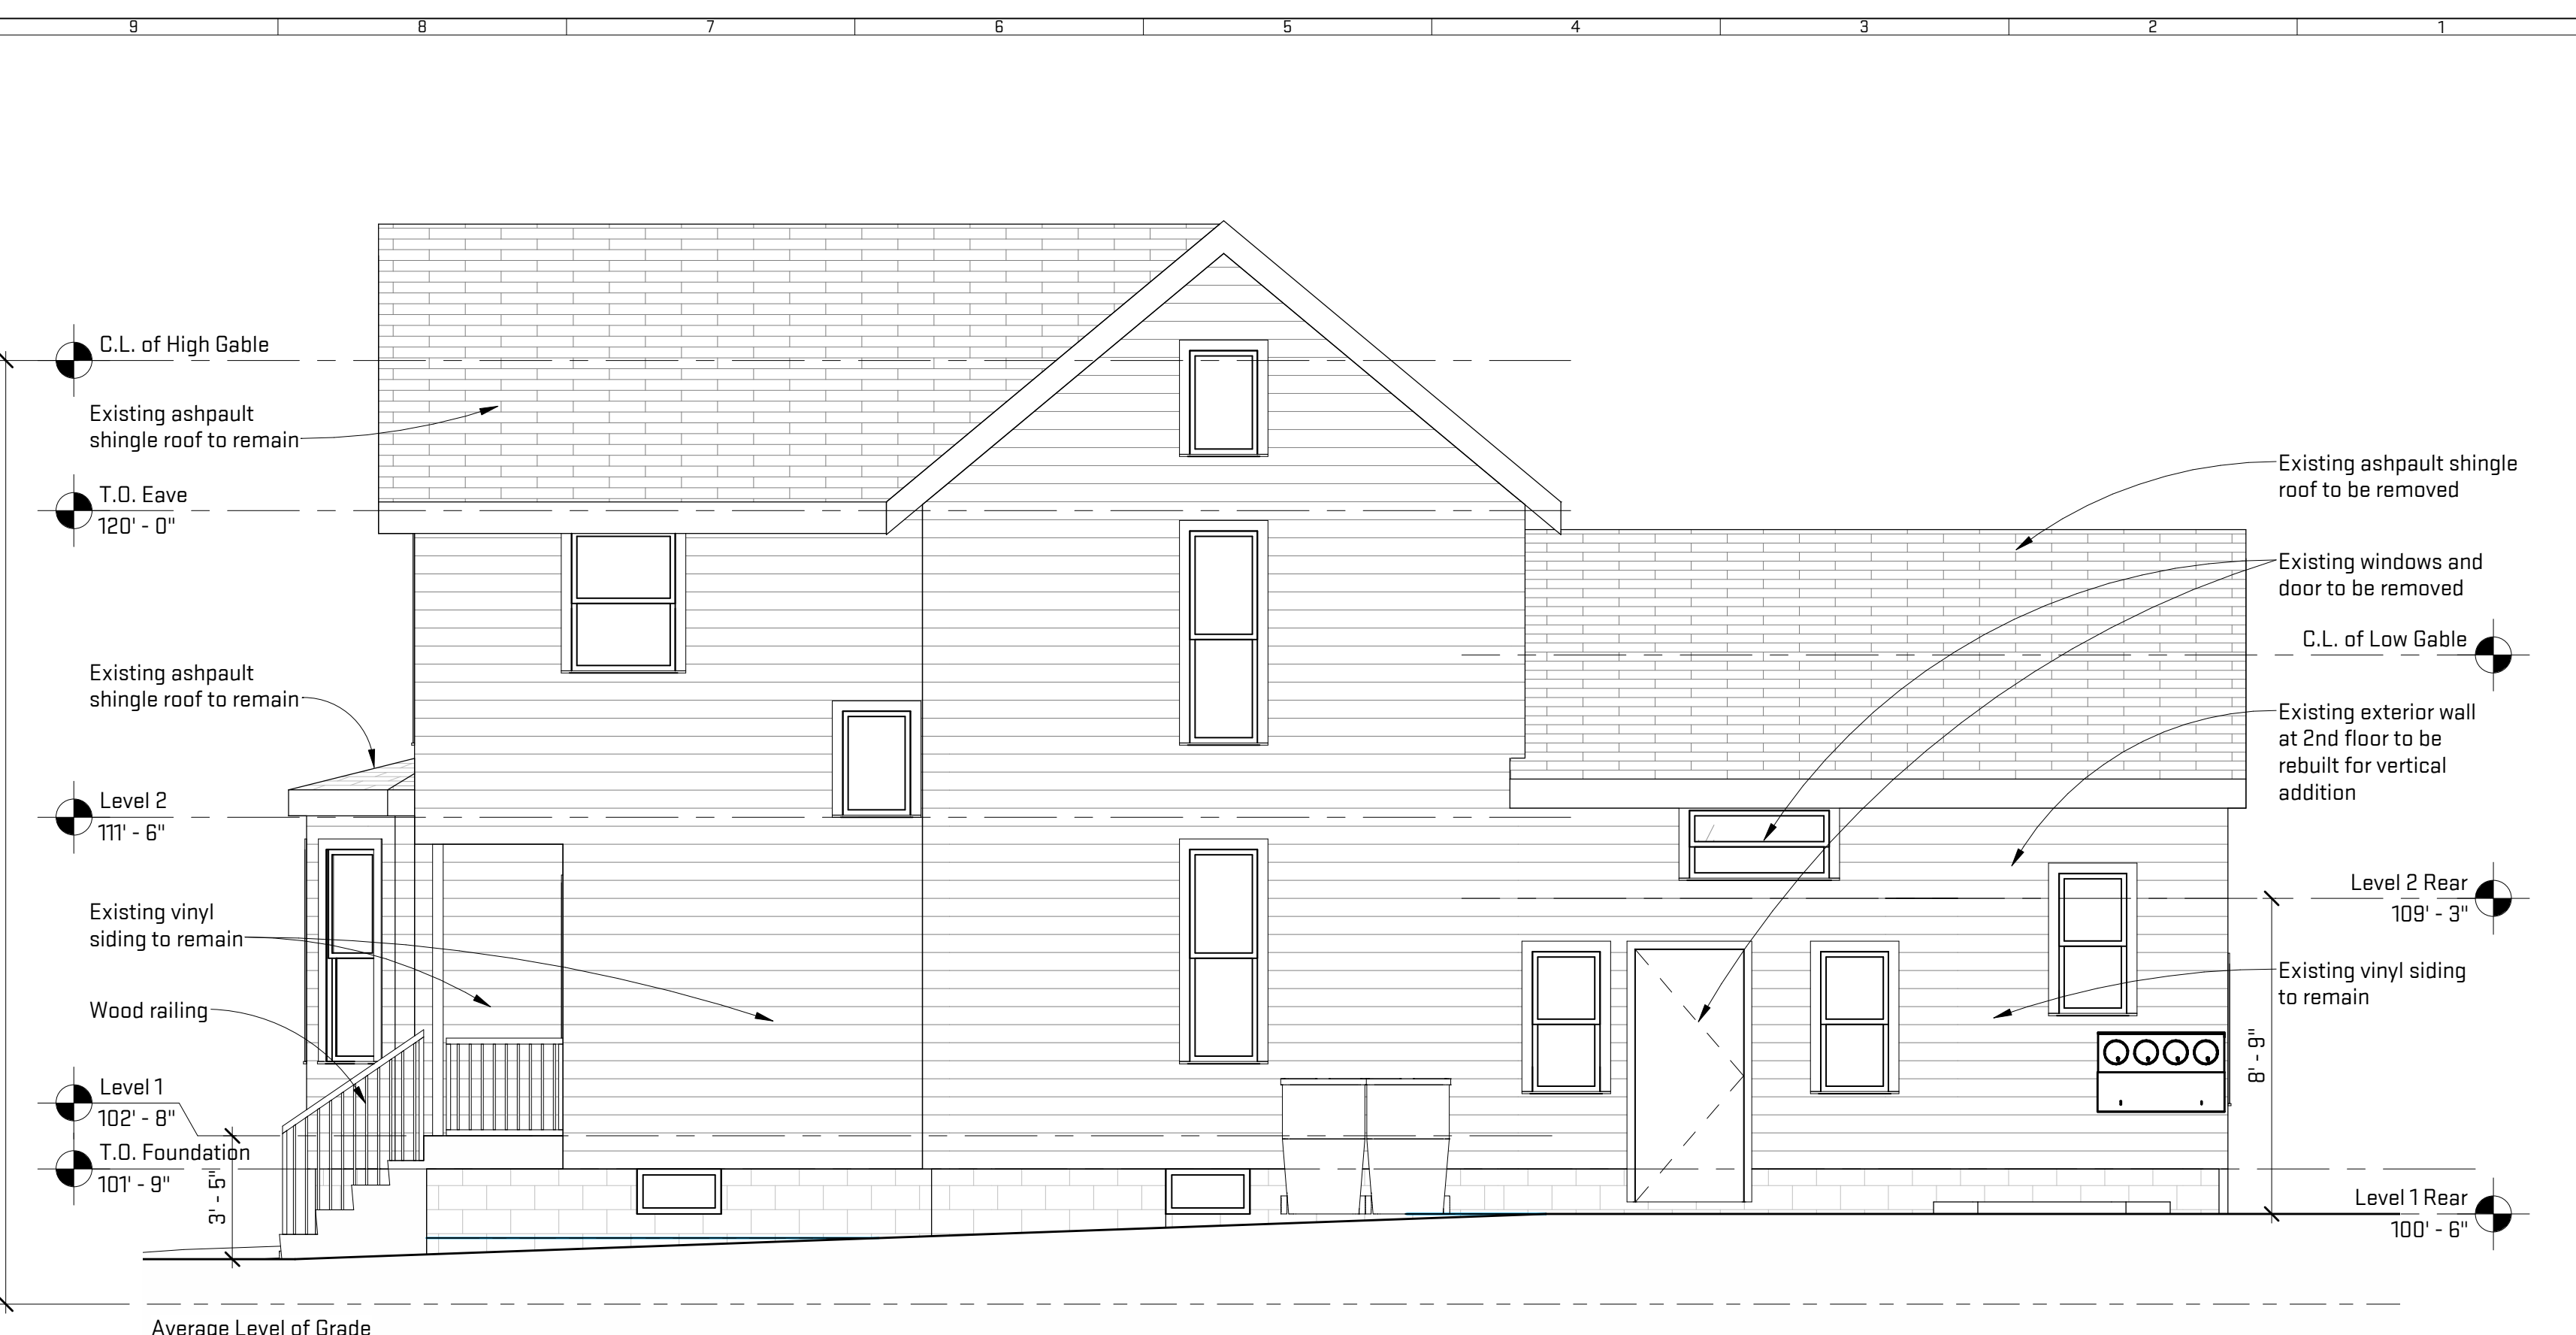 9 8 7 6 5 4 3 2 1
C.L. of High Gable
Existing ashpault
shingle roof to remain
T.O. Eave
120' - 0"
Existing ashpault
shingle roof to remain
Level 2
111' - 6"
Existing vinyl
siding to remain
Wood railing
Level 1
102' - 8"
T.O. Foundation
101' - 9"
3' - 5"
Average Level of Grade
Existing ashpault shingle
roof to be removed
Existing windows and
door to be removed
C.L. of Low Gable
Existing exterior wall
at 2nd floor to be
rebuilt for vertical
addition
Level 2 Rear
109' - 3"
Existing vinyl siding
to remain
8' - 9"
Level 1 Rear
100' - 6"